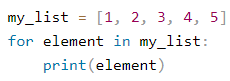 my_list = [1, 2, 3, 4, 5]
for element in my_list:
    print(element)